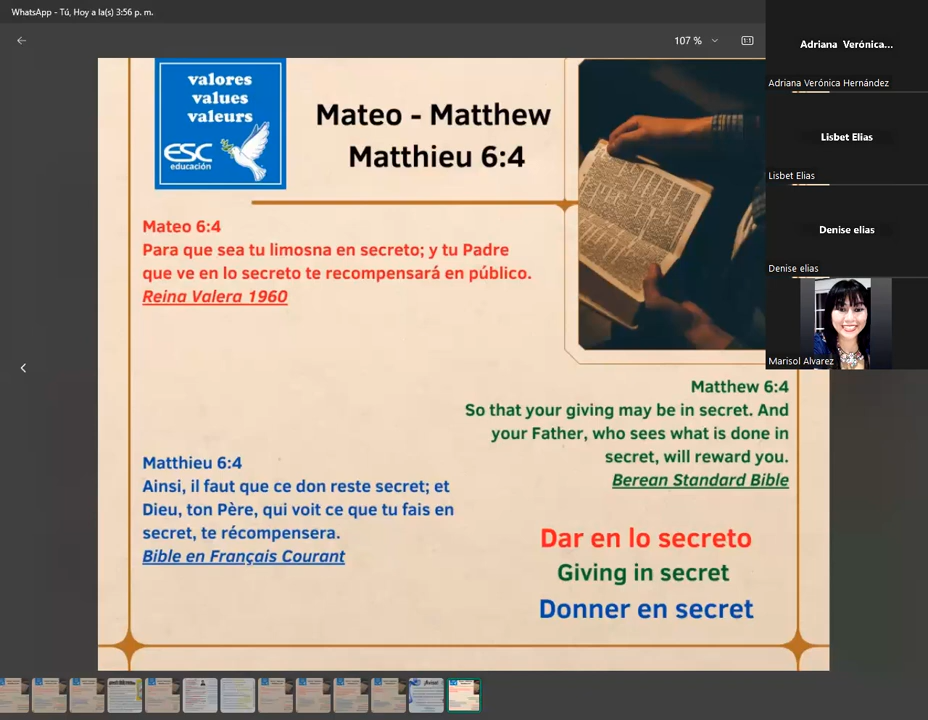 WhatsApp - Tú, Hoy a la(s) 3:56 p. m.
107 %
1:1
valores
values
valeurs
esc
educación
Mateo - Matthew
Matthieu 6:4
Mateo 6:4
Para que sea tu limosna en secreto; y tu Padre
que ve en lo secreto te recompensará en público.
Reina Valera 1960
Matthew 6:4
So that your giving may be in secret. And
your Father, who sees what is done in
secret, will reward you.
Berean Standard Bible
Matthieu 6:4
Ainsi, il faut que ce don reste secret; et
Dieu, ton Père, qui voit ce que tu fais en
secret, te récompensera.
Bible en Français Courant
Dar en lo secreto
Giving in secret
Donner en secret
Adriana Verónica...
Adriana Verónica Hernández
Lisbet Elias
Lisbet Elias
Denise elias
Denise elias
Marisol Alvarez